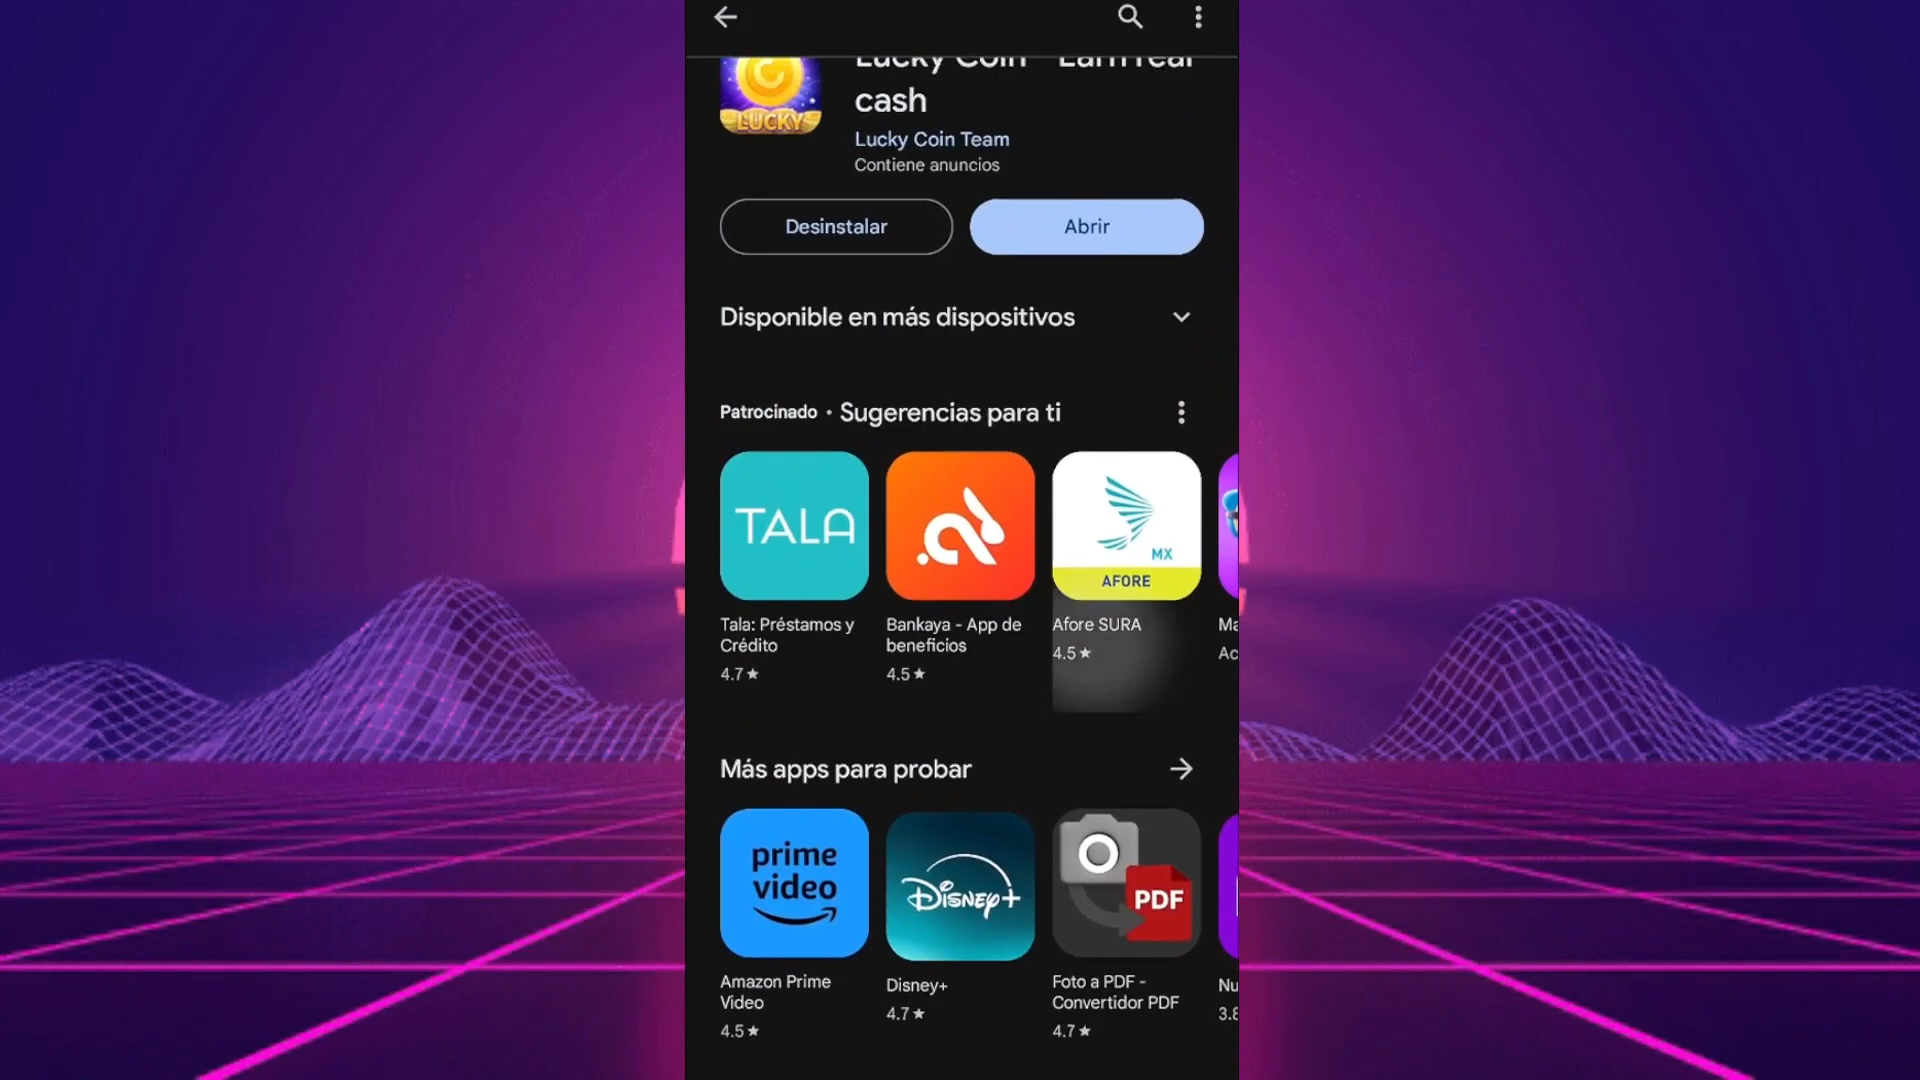 Lucky Coin - EarnTreal
cash
Lucky Coin Team
Contiene anuncios
LUCKY
Desinstalar
Abrir
Disponible en más dispositivos
Patrocinado • Sugerencias para ti
TALA
MX
AFORE
Tala: Préstamos y
Crédito
4.7★
Bankaya - App de
beneficios
4.5★
Afore SURA
4.5★
Ma
Ac
Más apps para probar
prime
video
Disney+
PDF
Amazon Prime
Video
4.5★
Disney+
4.7★
Foto a PDF -
Convertidor PDF
4.7★
Nu
3.8